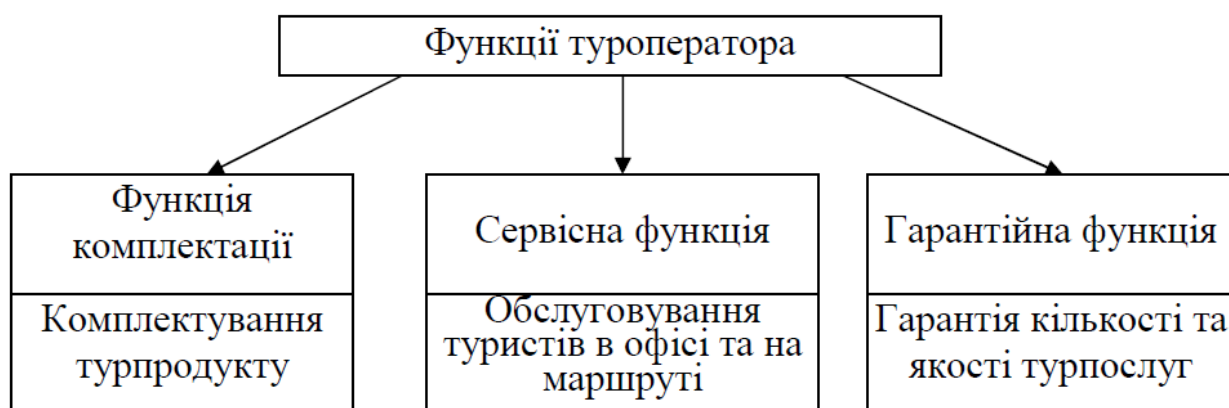 Функції туроператора
Функція
комплектації
Комплектування
турпродукту
Сервісна функція
Обслуговування
туристів в офісі та на
маршруті
Гарантійна функція
Гарантія кількості та
якості турпослуг